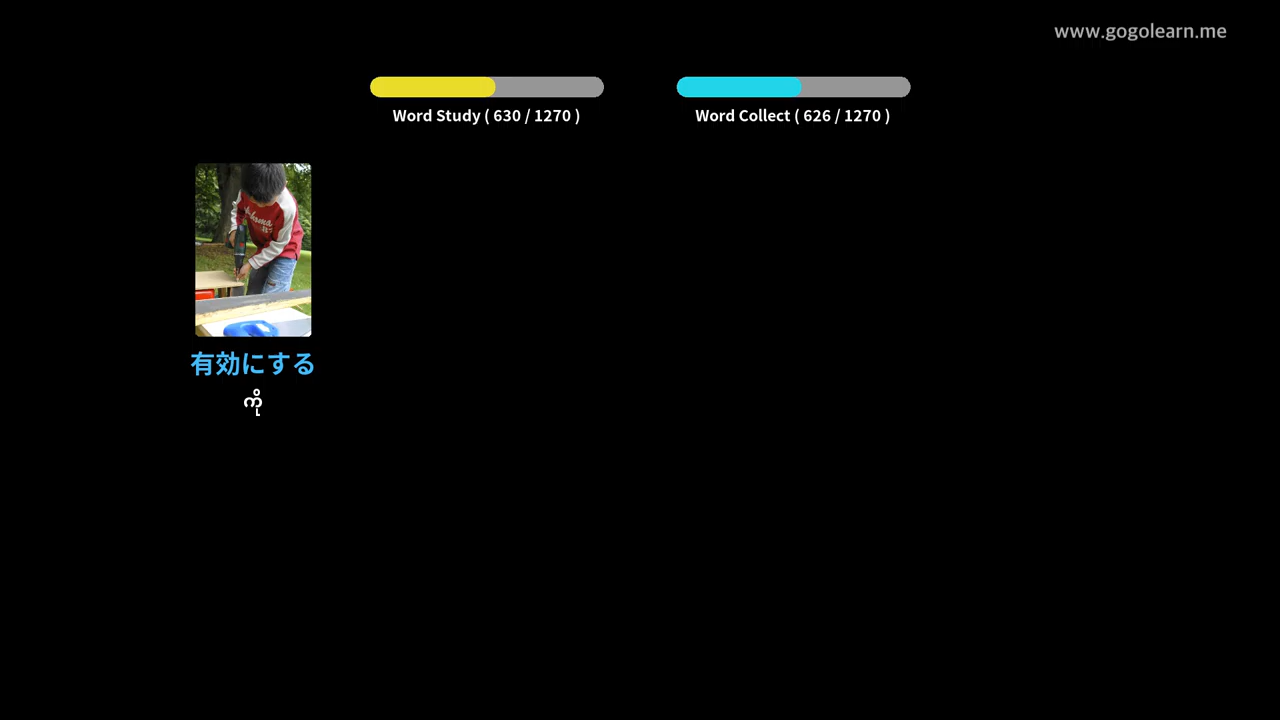 www.gogolearn.me
Word Study ( 630 / 1270 )
Word Collect ( 626 / 1270 )
有効にする
ကို